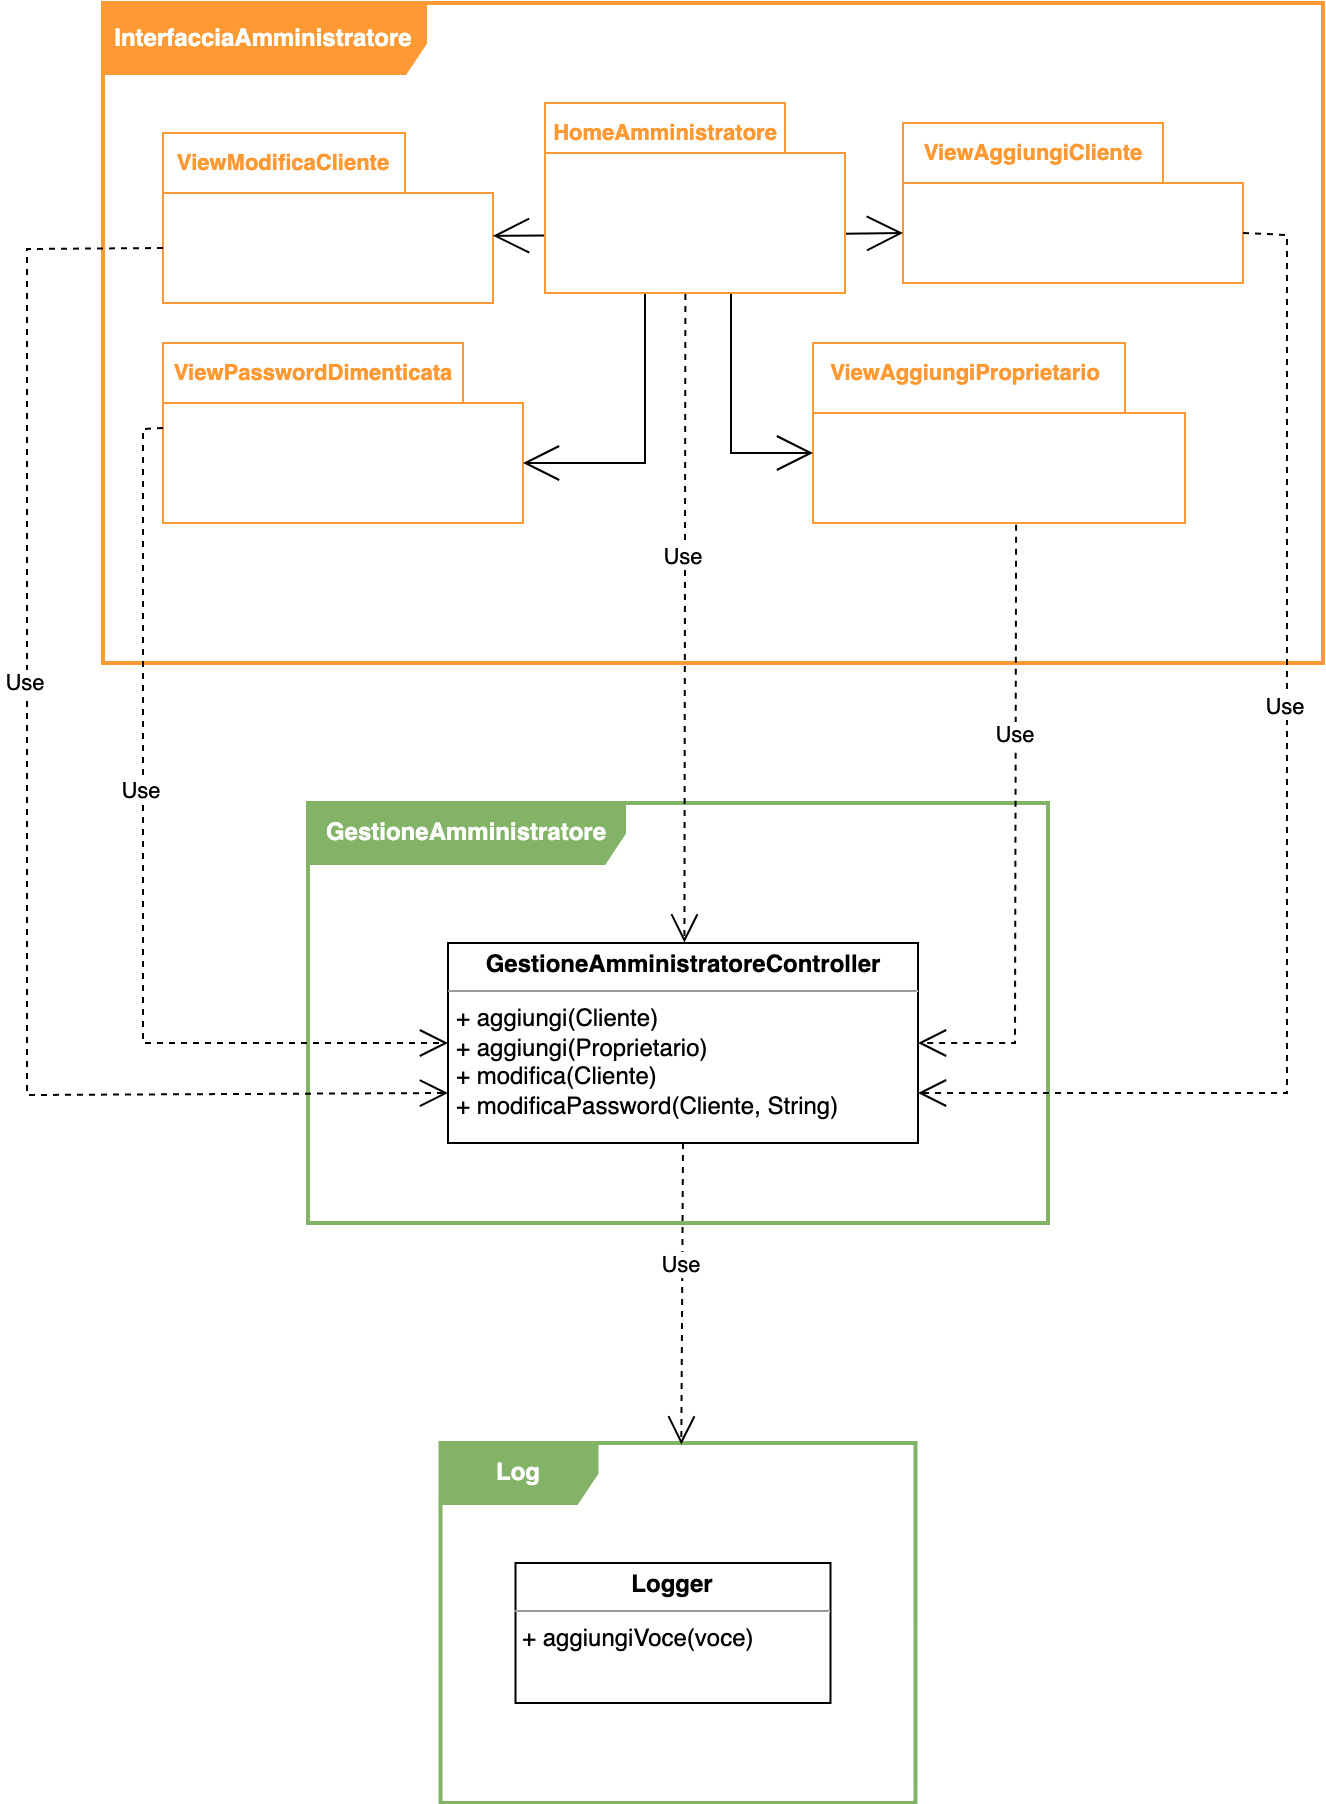 InterfacciaAmministratore
HomeAmministratore
ViewModificaCliente
ViewAggiungiCliente
ViewPasswordDimenticata
ViewAggiungiProprietario
Use
Use
Use
Use
Use
GestioneAmministratore
GestioneAmministratoreController
+ aggiungi(Cliente)
+ aggiungi(Proprietario)
+ modifica(Cliente)
+ modificaPassword(Cliente, String)
Use
Log
Logger
+ aggiungiVoce(voce)